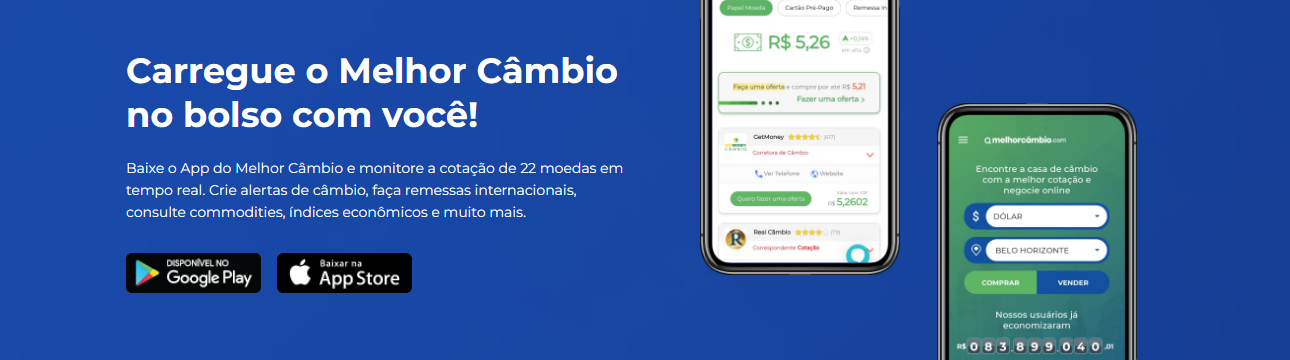 Carregue o Melhor Câmbio
no bolso com você!
Baixe o App do Melhor Câmbio e monitore a cotação de 22 moedas em
tempo real. Crie alertas de câmbio, faça remessas internacionais,
consulte commodities, índices econômicos e muito mais.
DISPONÍVEL NO
Google Play
Baixar na
App Store
Papel Moeda Cartão Pré-Pago Remessa In
R$ 5,26 +0,14%
em alta
Faça uma oferta e compre por até R$ 5,21
Fazer uma oferta >
GetMoney (617)
Corretora de Câmbio
Ver Telefone Website
Quero fazer uma oferta
R$ 5,2602
Real Câmbio (79)
Correspondente Cotação
melhorcâmbio.com
Encontre a casa de câmbio
com a melhor cotação e
negocie online
$ DÓLAR
BELO HORIZONTE
COMPRAR VENDER
Nossos usuários já
economizaram
R$ 083.899.040,01